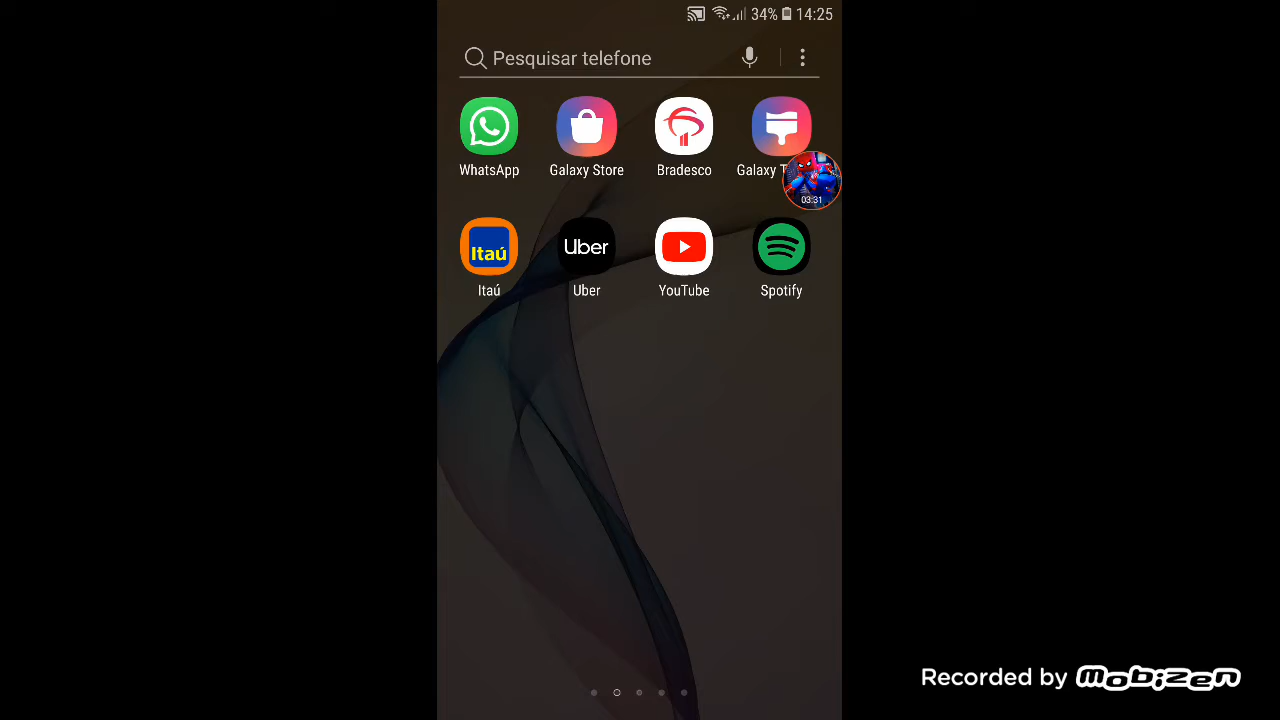 34% 14:25
Pesquisar telefone
WhatsApp
Galaxy Store
Bradesco
Galaxy
03:31
Itaú
Uber
Itaú
Uber
YouTube
Spotify
Recorded by Mobizen